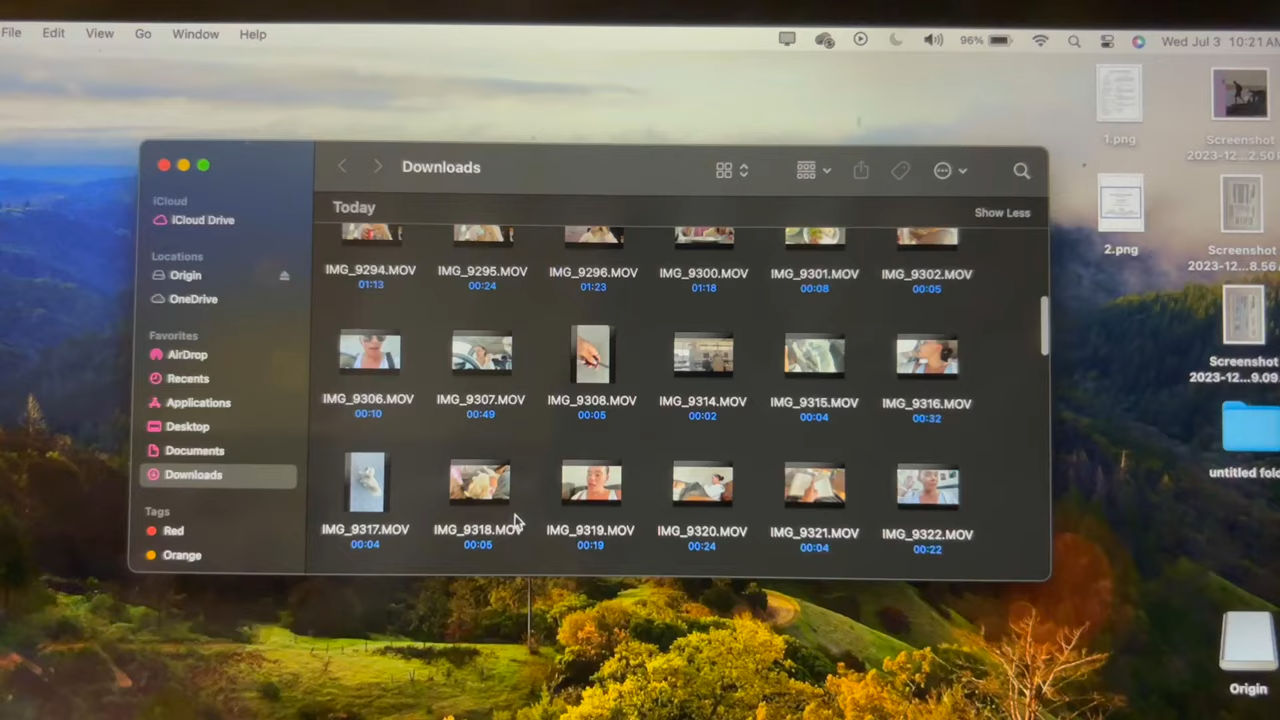 File Edit View Go Window Help
96% Wed Jul 3 10:21AM
Downloads
iCloud
iCloud Drive
Locations
Origin
OneDrive
Favorites
AirDrop
Recents
Applications
Desktop
Documents
Downloads
Tags
Red
Orange
Today Show Less
IMG_9294.MOV IMG_9295.MOV IMG_9296.MOV IMG_9300.MOV IMG_9301.MOV IMG_9302.MOV
01:13 00:24 01:23 01:18 00:08 00:05
IMG_9306.MOV IMG_9307.MOV IMG_9308.MOV IMG_9314.MOV IMG_9315.MOV IMG_9316.MOV
00:10 00:49 00:05 00:02 00:04 00:32
IMG_9317.MOV IMG_9318.MOV IMG_9319.MOV IMG_9320.MOV IMG_9321.MOV IMG_9322.MOV
00:04 00:05 00:19 00:24 00:04 00:22
1.png
Screenshot
2023-12...2.50
2.png
Screenshot
2023-12...8.56
Screenshot
2023-12...9.09
untitled fold
Origin